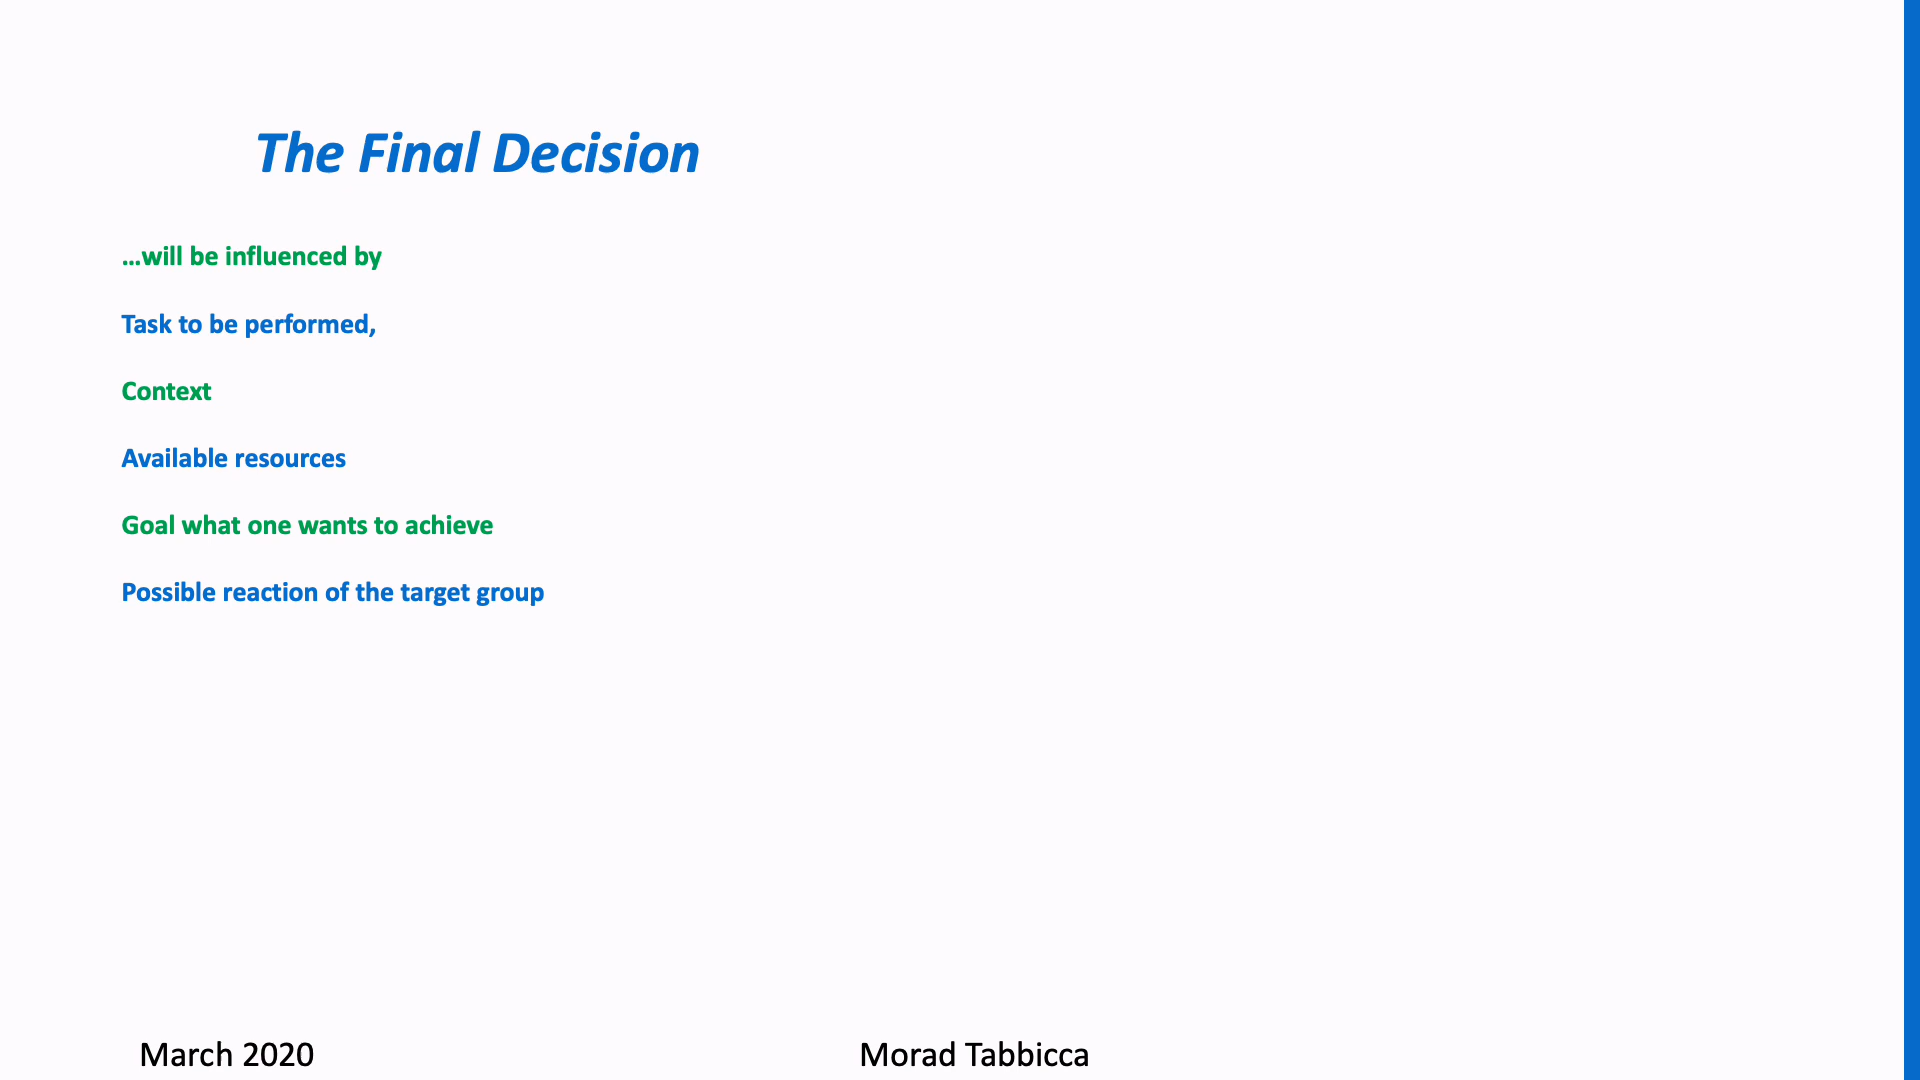 The Final Decision
…will be influenced by
Task to be performed,
Context
Available resources
Goal what one wants to achieve
Possible reaction of the target group
March 2020
Morad Tabbicca